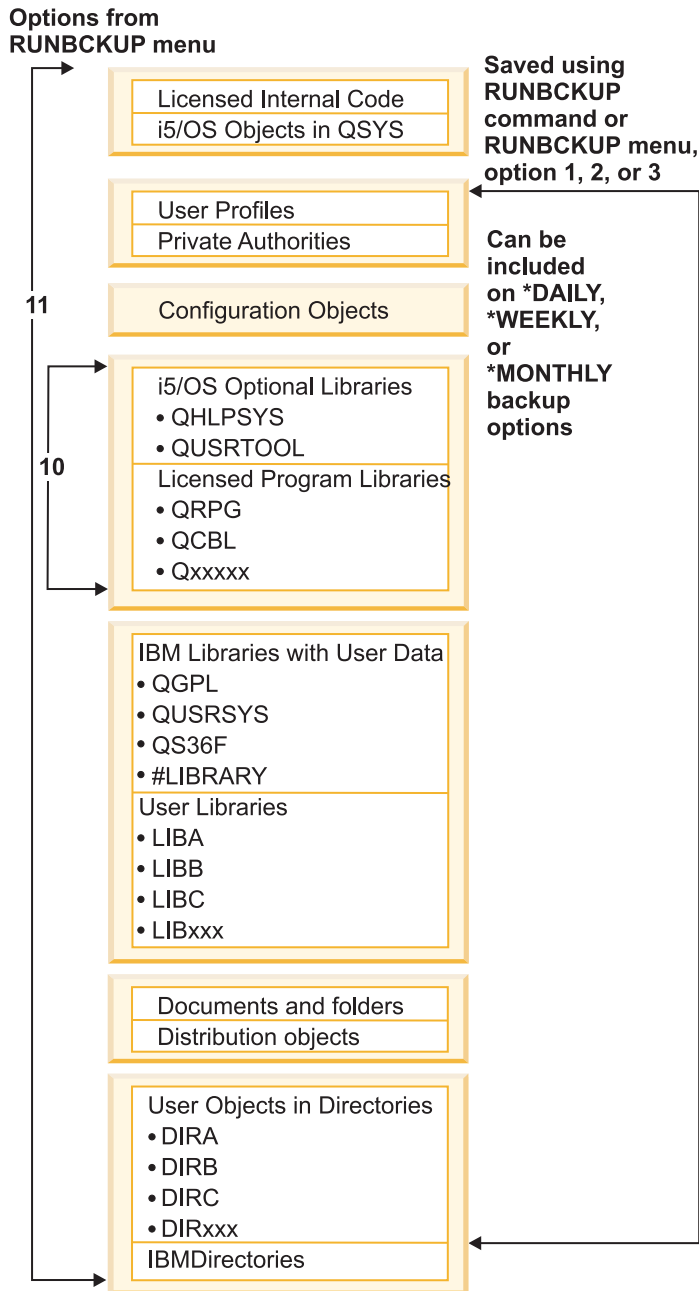 Options from
RUNBCKUP menu
Licensed Internal Code
i5/OS Objects in QSYS
Saved using
RUNBCKUP
command or
RUNBCKUP menu,
option 1, 2, or 3
User Profiles
Private Authorities
Can be
included
on *DAILY,
*WEEKLY,
or
*MONTHLY
backup
options
11
Configuration Objects
10
i5/OS Optional Libraries
• QHLPSYS
• QUSRTOOL
Licensed Program Libraries
• QRPG
• QCBL
• Qxxxxx
IBM Libraries with User Data
• QGPL
• QUSRSYS
• QS36F
• #LIBRARY
User Libraries
• LIBA
• LIBB
• LIBC
• LIBxxx
Documents and folders
Distribution objects
User Objects in Directories
• DIRA
• DIRB
• DIRC
• DIRxxx
IBMDirectories